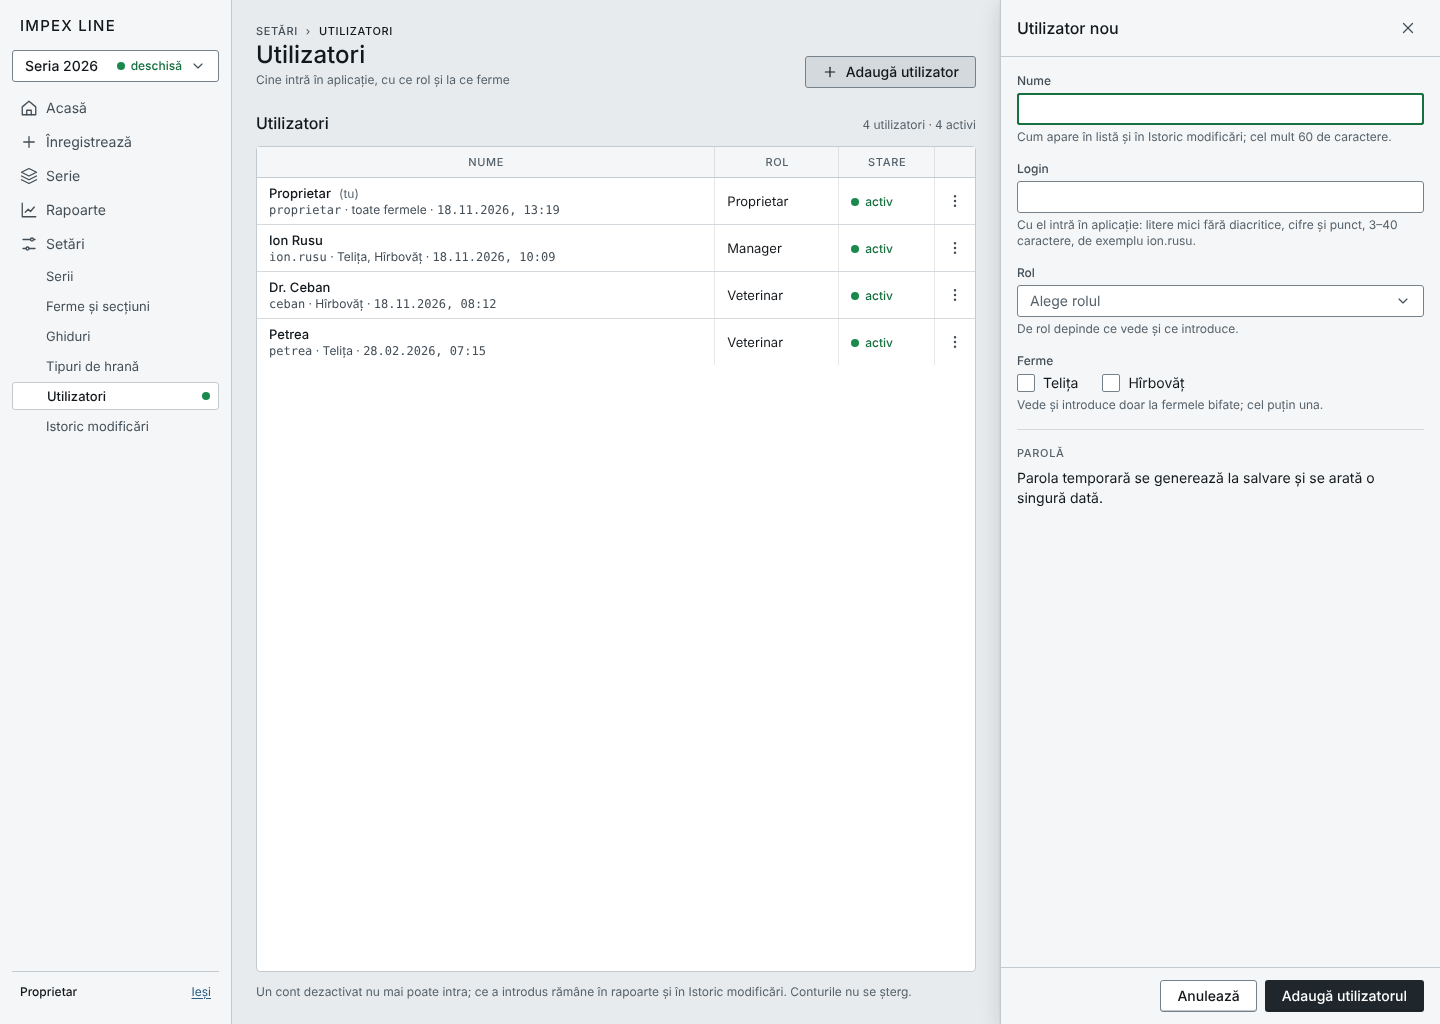 IMPEX LINE
Seria 2026 deschisă
Acasă
Înregistrează
Serie
Rapoarte
Setări
Serii
Ferme și secțiuni
Ghiduri
Tipuri de hrană
Utilizatori
Istoric modificări
Proprietar Ieși
SETĂRI › UTILIZATORI
Utilizatori
Cine intră în aplicație, cu ce rol și la ce ferme
Adaugă utilizator
Utilizatori 4 utilizatori · 4 activi
NUME ROL STARE
Proprietar (tu)
proprietar · toate fermele · 18.11.2026, 13:19
Proprietar activ
Ion Rusu
ion.rusu · Telița, Hîrbovăț · 18.11.2026, 10:09
Manager activ
Dr. Ceban
ceban · Hîrbovăț · 18.11.2026, 08:12
Veterinar activ
Petrea
petrea · Telița · 28.02.2026, 07:15
Veterinar activ
Un cont dezactivat nu mai poate intra; ce a introdus rămâne în rapoarte și în Istoric modificări. Conturile nu se șterg.
Utilizator nou
Nume
Cum apare în listă și în Istoric modificări; cel mult 60 de caractere.
Login
Cu el intră în aplicație: litere mici fără diacritice, cifre și punct, 3–40
caractere, de exemplu ion.rusu.
Rol
Alege rolul
De rol depinde ce vede și ce introduce.
Ferme
Telița Hîrbovăț
Vede și introduce doar la fermele bifate; cel puțin una.
PAROLĂ
Parola temporară se generează la salvare și se arată o
singură dată.
Anulează Adaugă utilizatorul